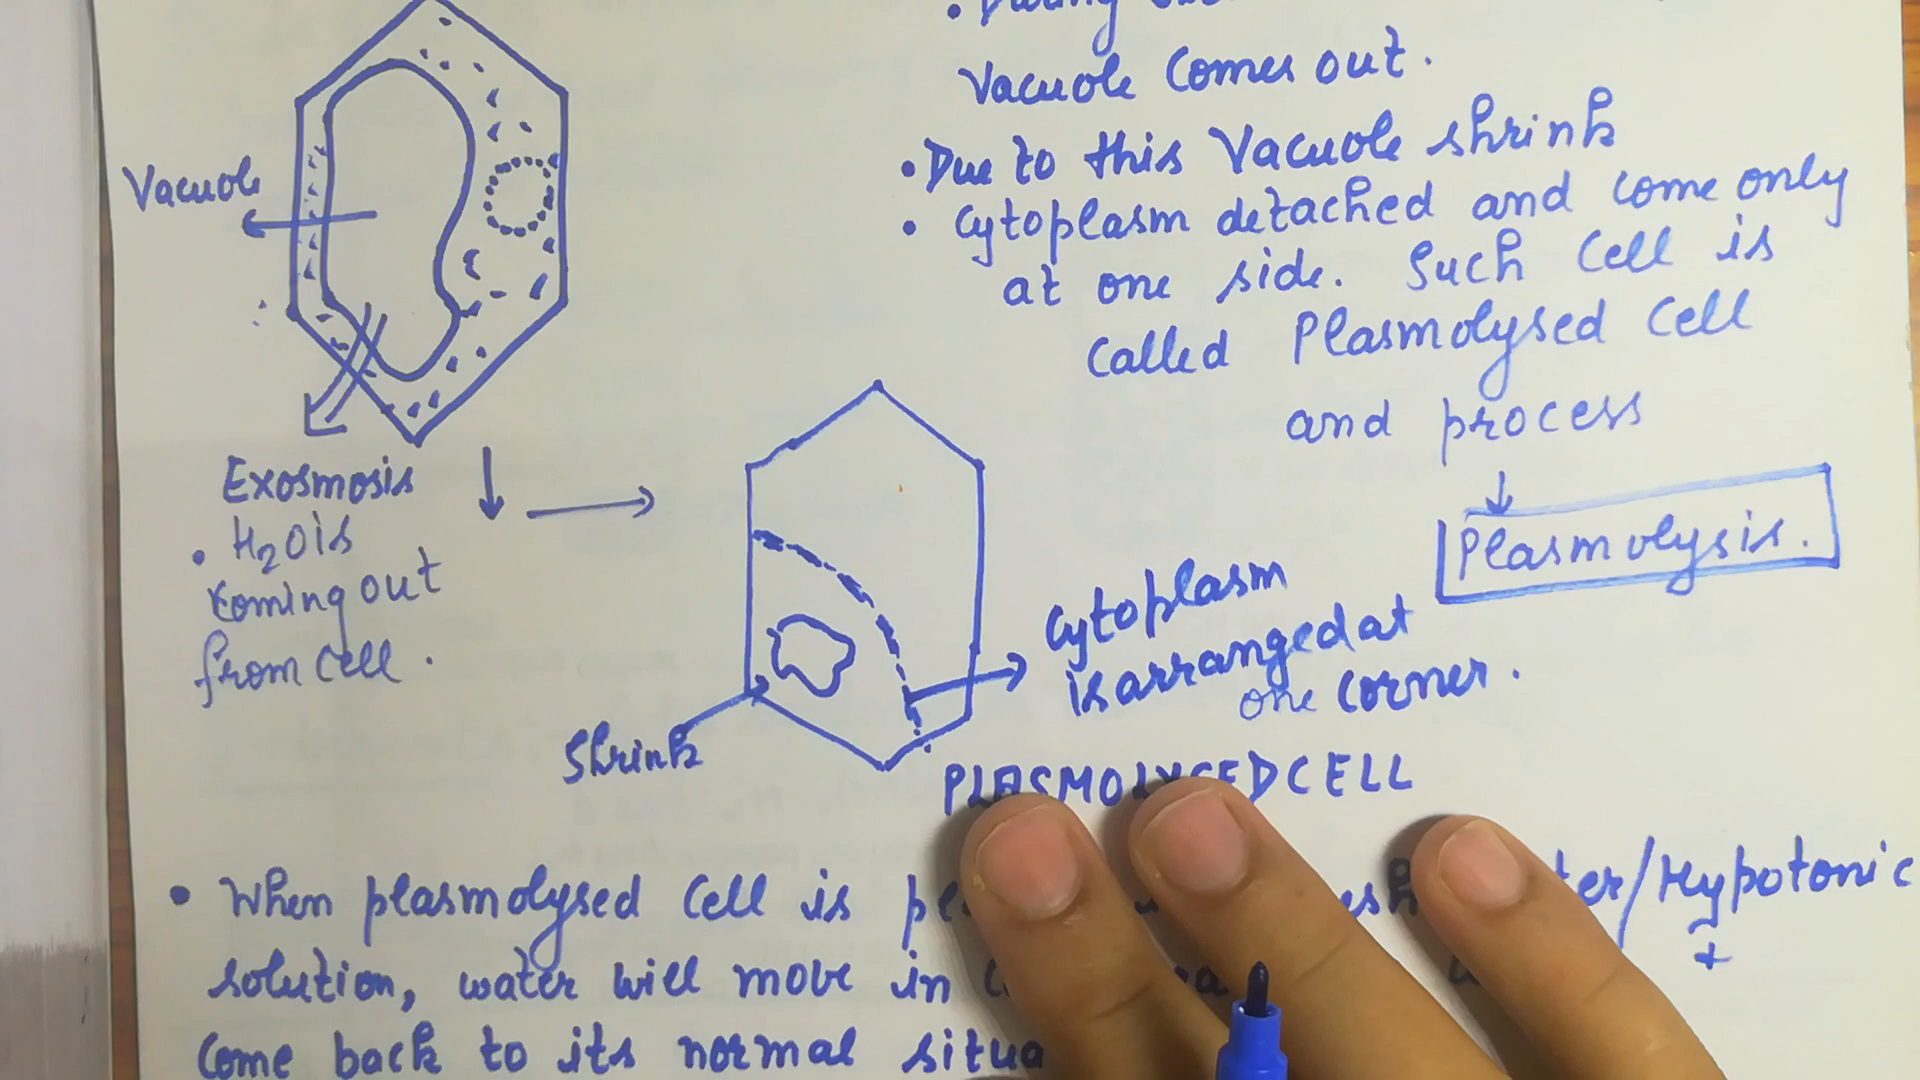 Vacuole comes out.
• Due to this Vacuole shrink
• Cytoplasm detached and come only
at one side. Such cell is
called Plasmolysed cell
and process
Plasmolysis.
Vacuole
Exosmosis
• H2O is
coming out
from cell.
Cytoplasm
is arranged at
one corner.
Shrink
PLASMOLYSED CELL
• When plasmolysed cell is /Hypotonic
solution, water will move in
come back to its normal